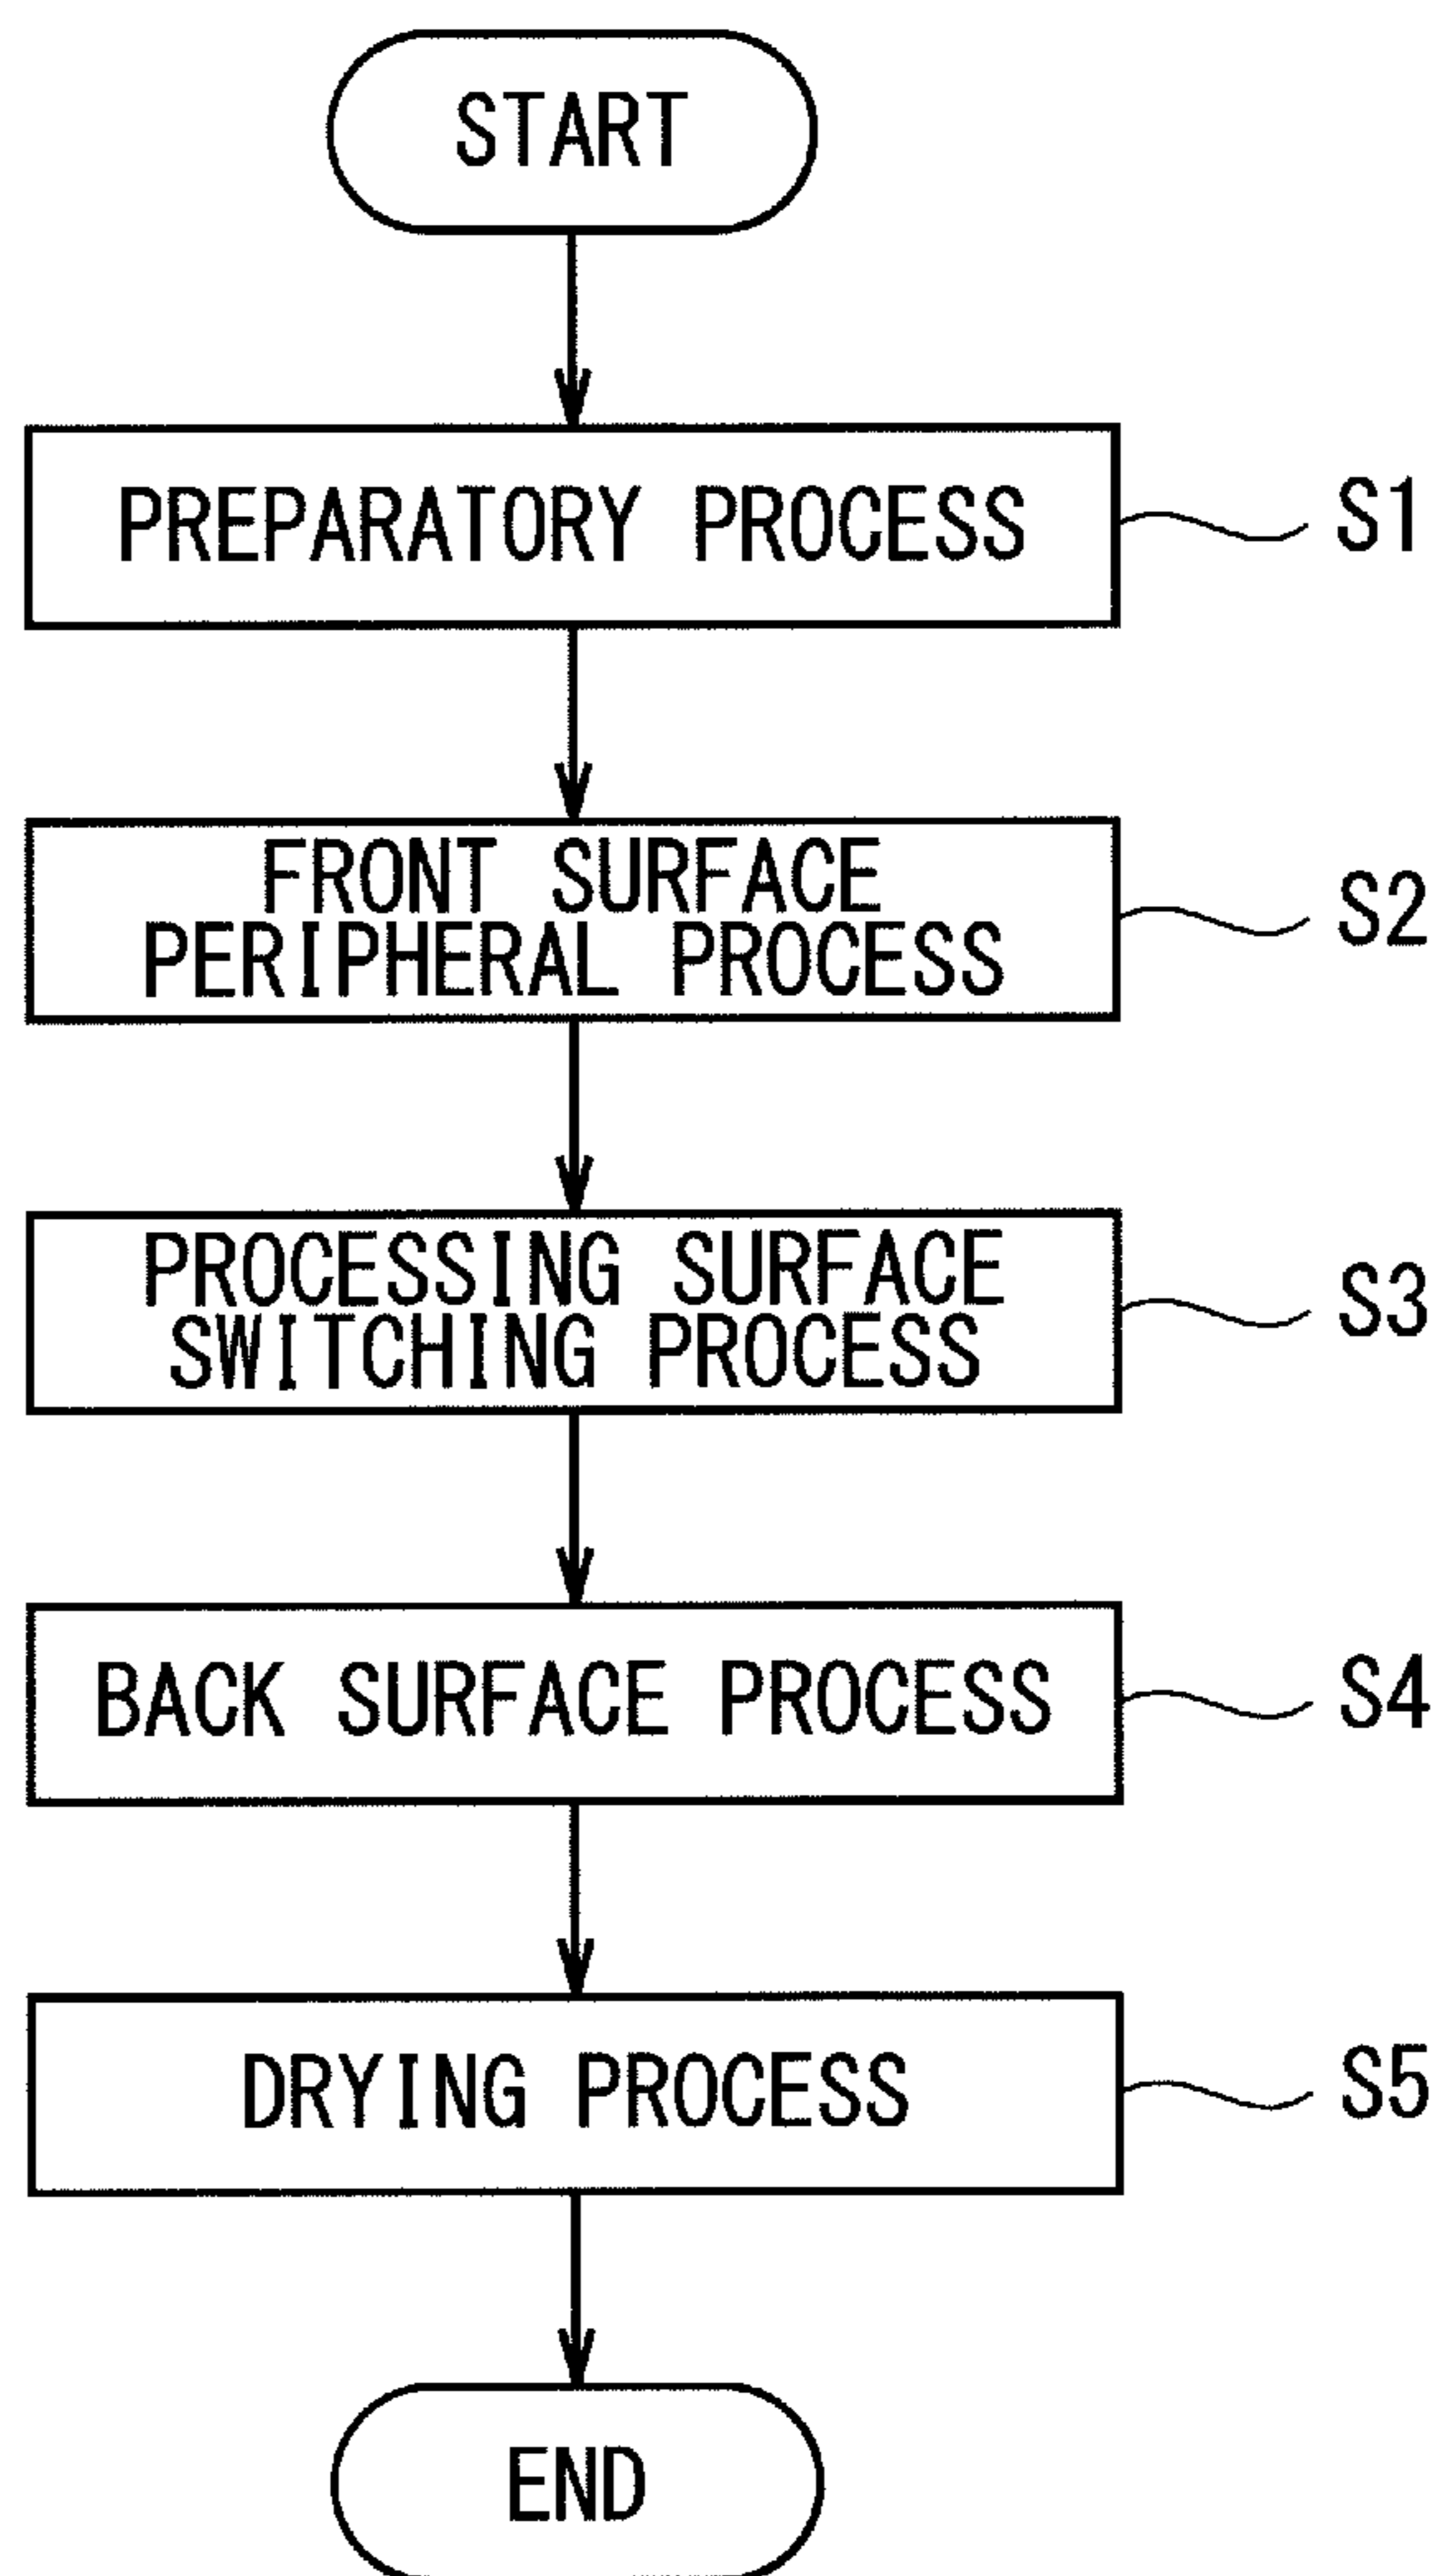 START
PREPARATORY PROCESS
S1
FRONT SURFACE
PERIPHERAL PROCESS
S2
PROCESSING SURFACE
SWITCHING PROCESS
S3
BACK SURFACE PROCESS
S4
DRYING PROCESS
S5
END